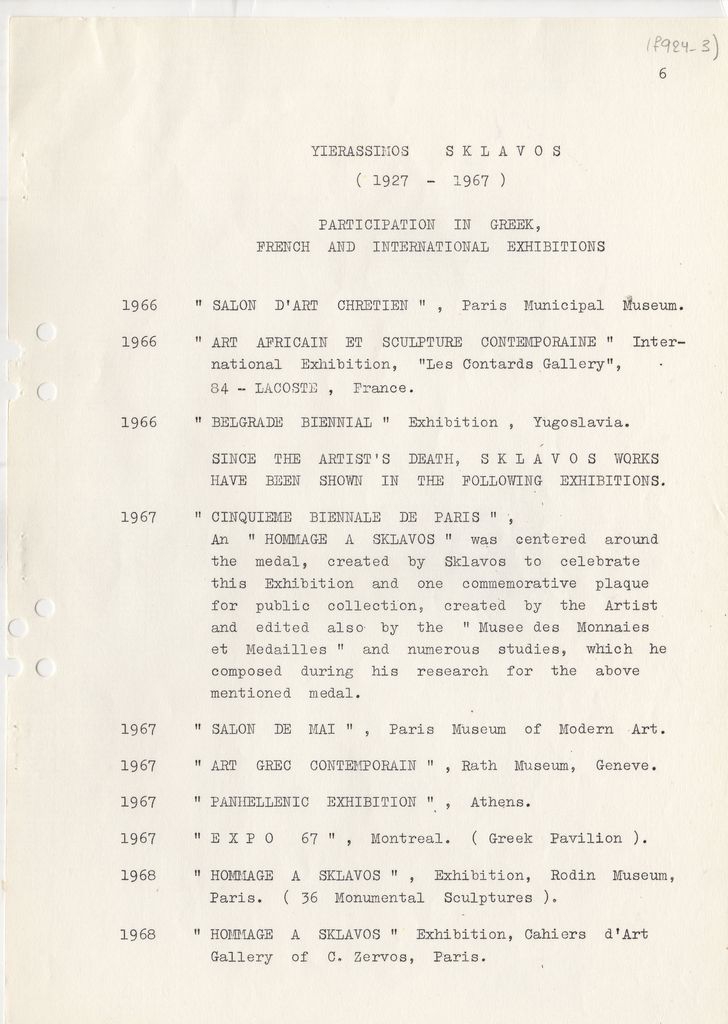 (f924-3)
6
YIERASSIMOS S K L A V O S
( 1927 - 1967 )
PARTICIPATION IN GREEK,
FRENCH AND INTERNATIONAL EXHIBITIONS
1966 " SALON D'ART CHRETIEN " , Paris Municipal Museum.
1966 " ART AFRICAIN ET SCULPTURE CONTEMPORAINE " Inter-
national Exhibition, "Les Contards Gallery",
84 - LACOSTE , France.
1966 " BELGRADE BIENNIAL " Exhibition , Yugoslavia.
SINCE THE ARTIST'S DEATH, S K L A V O S WORKS
HAVE BEEN SHOWN IN THE FOLLOWING EXHIBITIONS.
1967 " CINQUIEME BIENNALE DE PARIS " ,
An " HOMMAGE A SKLAVOS " was centered around
the medal, created by Sklavos to celebrate
this Exhibition and one commemorative plaque
for public collection, created by the Artist
and edited also by the " Musee des Monnaies
et Medailles " and numerous studies, which he
composed during his research for the above
mentioned medal.
1967 " SALON DE MAI " , Paris Museum of Modern Art.
1967 " ART GREC CONTEMPORAIN " , Rath Museum, Geneve.
1967 " PANHELLENIC EXHIBITION " , Athens.
1967 " E X P O 67 " , Montreal. ( Greek Pavilion ).
1968 " HOMMAGE A SKLAVOS " , Exhibition, Rodin Museum,
Paris. ( 36 Monumental Sculptures ).
1968 " HOMMAGE A SKLAVOS " Exhibition, Cahiers d'Art
Gallery of C. Zervos, Paris.